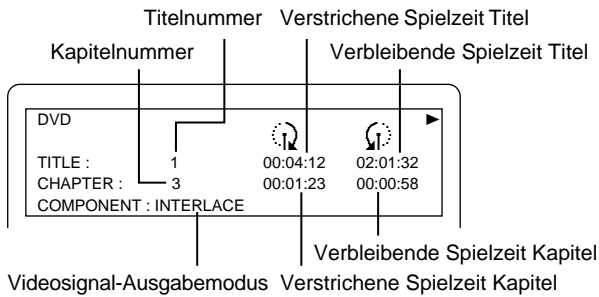 Titelnummer Verstrichene Spielzeit Titel
Kapitelnummer Verbleibende Spielzeit Titel
DVD
TITLE : 1 00:04:12 02:01:32
CHAPTER : 3 00:01:23 00:00:58
COMPONENT : INTERLACE
Verbleibende Spielzeit Kapitel
Videosignal-Ausgabemodus Verstrichene Spielzeit Kapitel